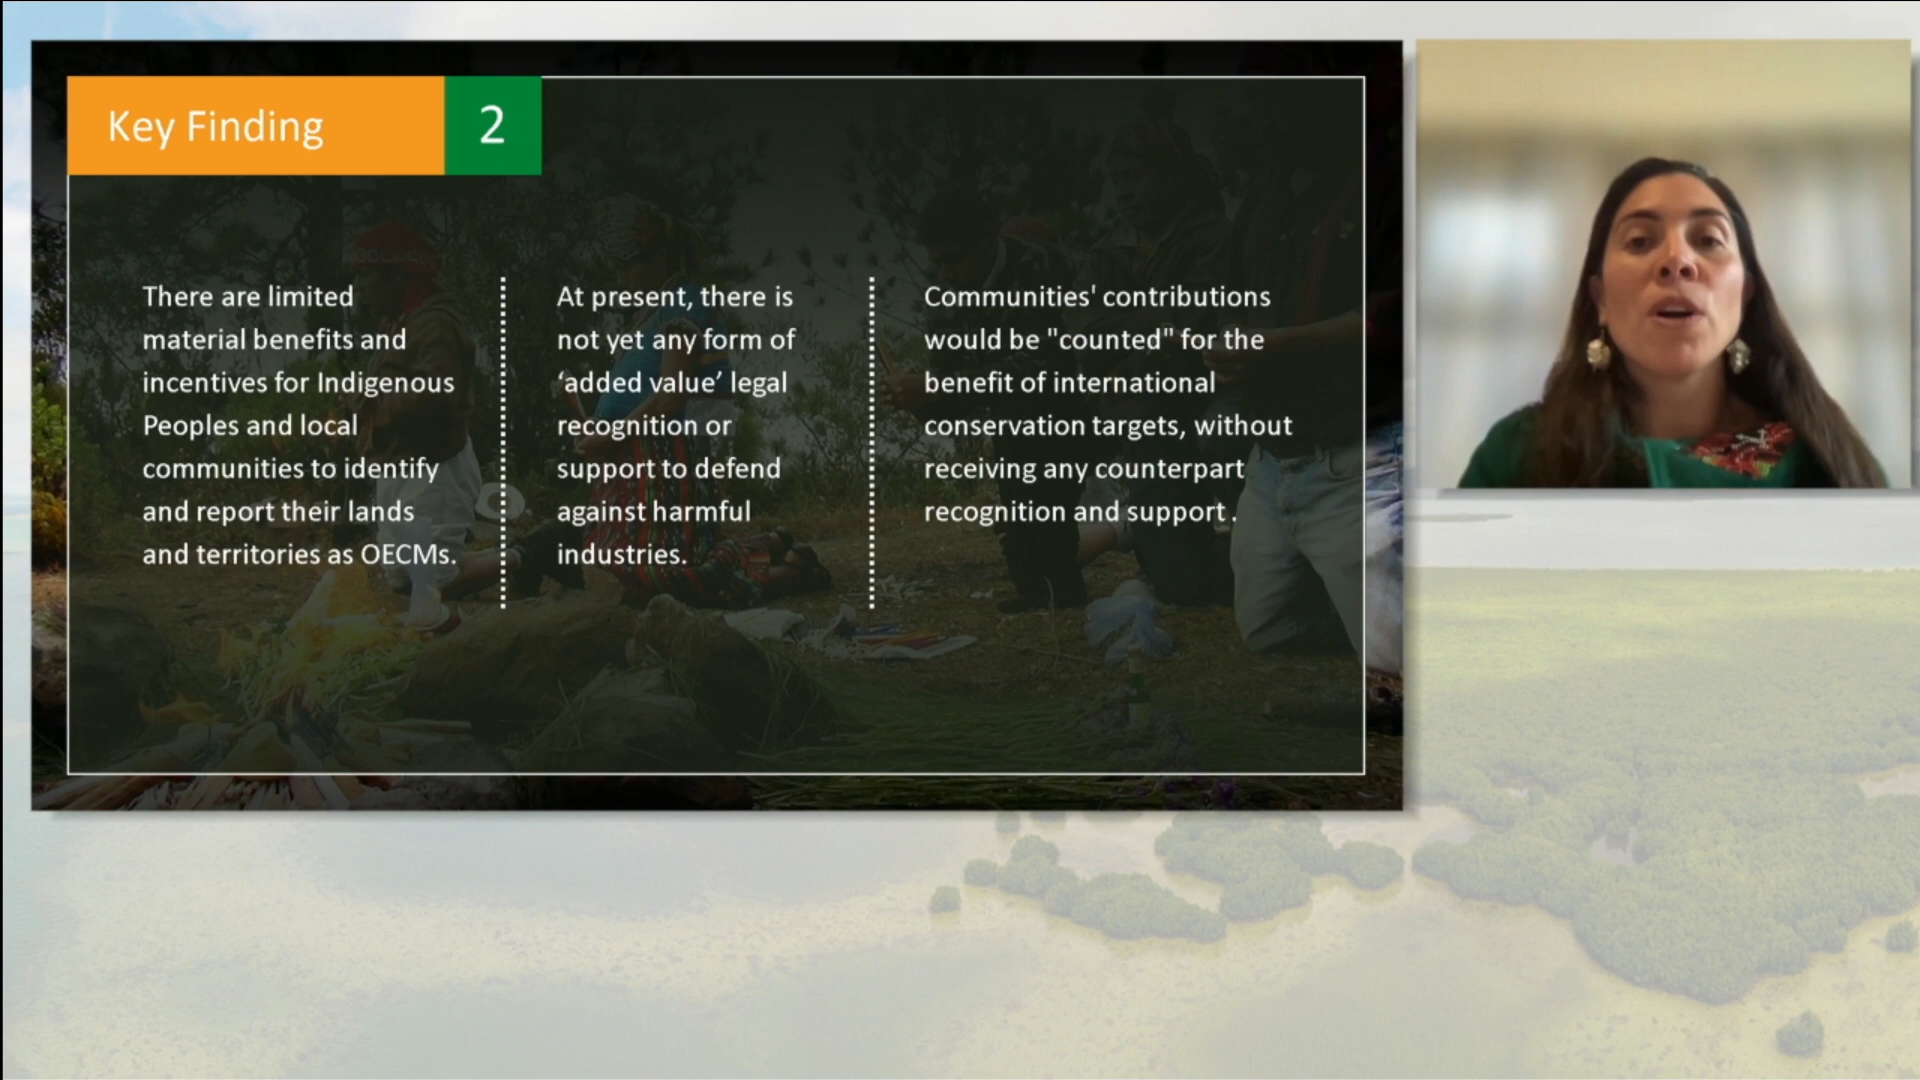 Key Finding 2
There are limited
material benefits and
incentives for Indigenous
Peoples and local
communities to identify
and report their lands
and territories as OECMs.
At present, there is
not yet any form of
‘added value’ legal
recognition or
support to defend
against harmful
industries.
Communities' contributions
would be "counted" for the
benefit of international
conservation targets, without
receiving any counterpart
recognition and support .